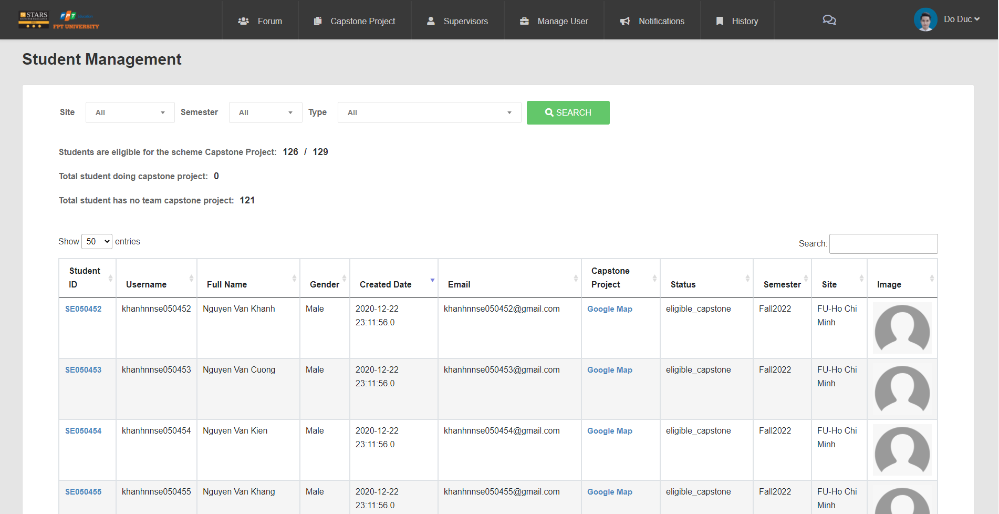 STARS
FPT Education
FPT UNIVERSITY
Forum
Capstone Project
Supervisors
Manage User
Notifications
History
Do Duc
Student Management
Site All Semester All Type All SEARCH
Students are eligible for the scheme Capstone Project: 126 / 129
Total student doing capstone project: 0
Total student has no team capstone project: 121
Show 50 entries
Search:
Student ID Username Full Name Gender Created Date Email Capstone Project Status Semester Site Image
SE050452 khanhnnse050452 Nguyen Van Khanh Male 2020-12-22 23:11:56.0 khanhnnse050452@gmail.com Google Map eligible_capstone Fall2022 FU-Ho Chi Minh
SE050453 khanhnnse050453 Nguyen Van Cuong Male 2020-12-22 23:11:56.0 khanhnnse050453@gmail.com Google Map eligible_capstone Fall2022 FU-Ho Chi Minh
SE050454 khanhnnse050454 Nguyen Van Kien Male 2020-12-22 23:11:56.0 khanhnnse050454@gmail.com Google Map eligible_capstone Fall2022 FU-Ho Chi Minh
SE050455 khanhnnse050455 Nguyen Van Khang Male 2020-12-22 23:11:56.0 khanhnnse050455@gmail.com Google Map eligible_capstone Fall2022 FU-Ho Chi Minh